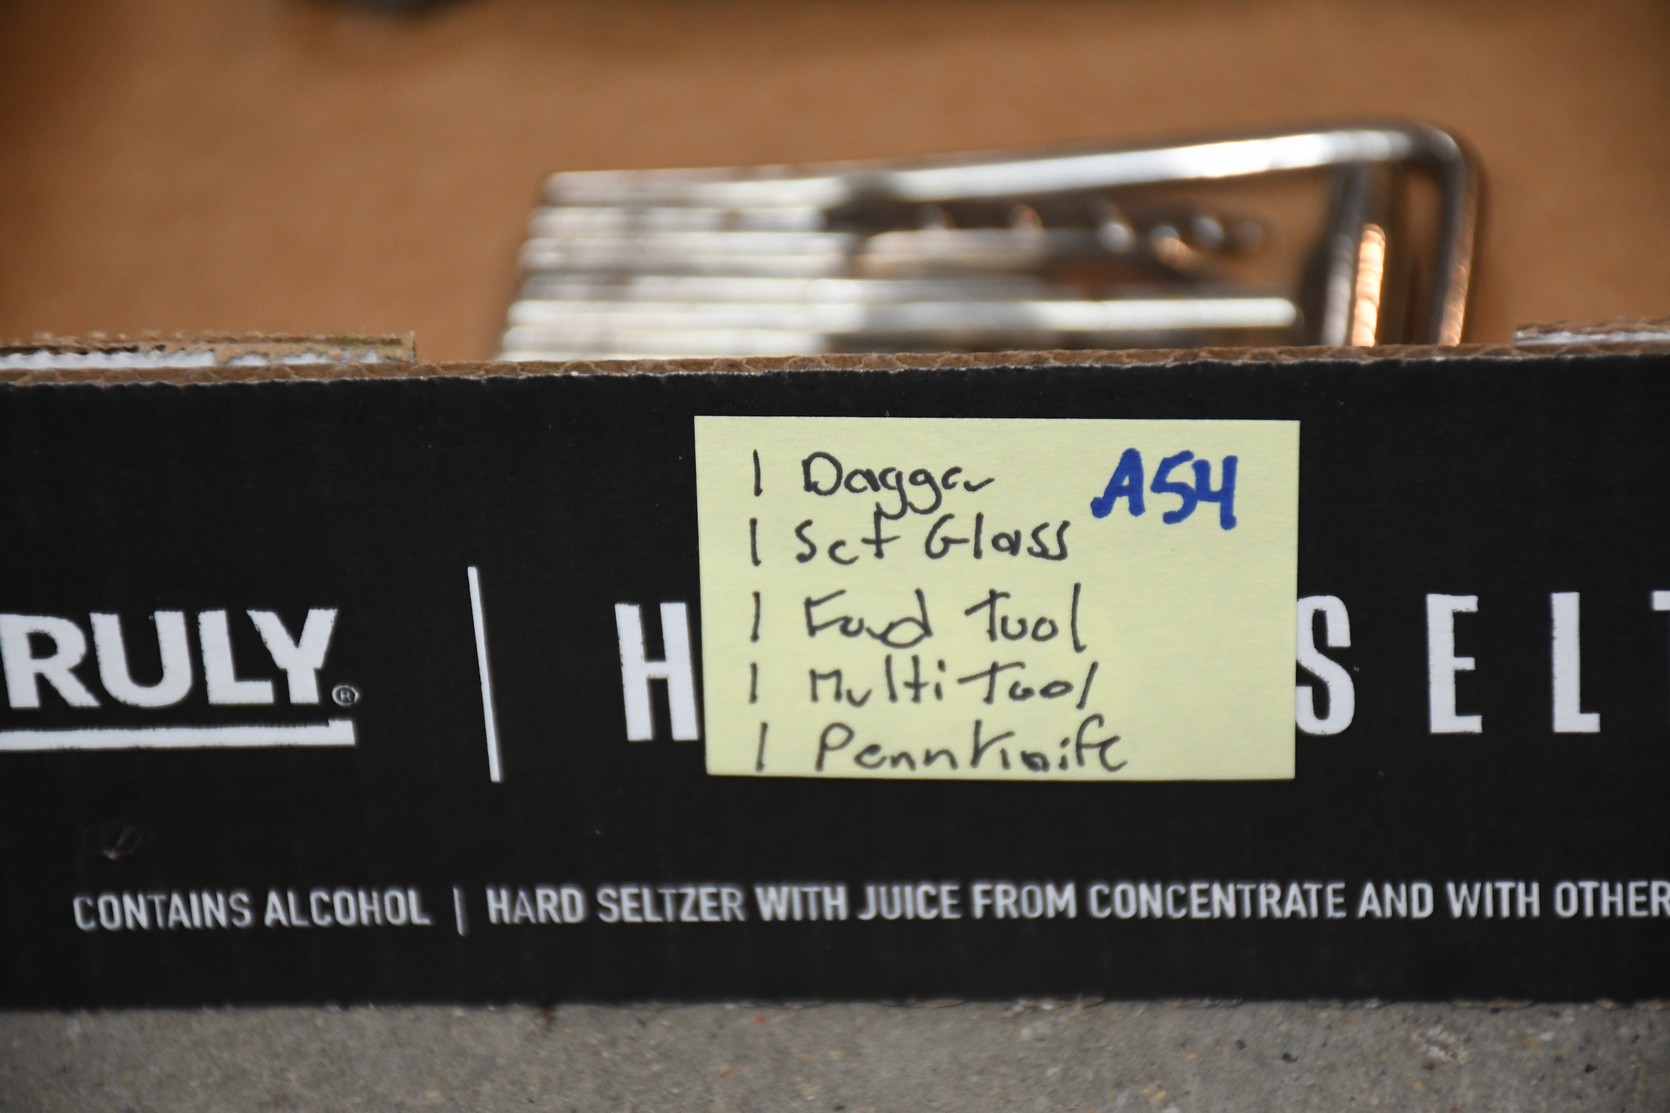 1 Dagger A54
1 Set Glass
1 Food Tool
1 Multi Tool
1 PennKnife
RULY® | H SELT
CONTAINS ALCOHOL | HARD SELTZER WITH JUICE FROM CONCENTRATE AND WITH OTHER